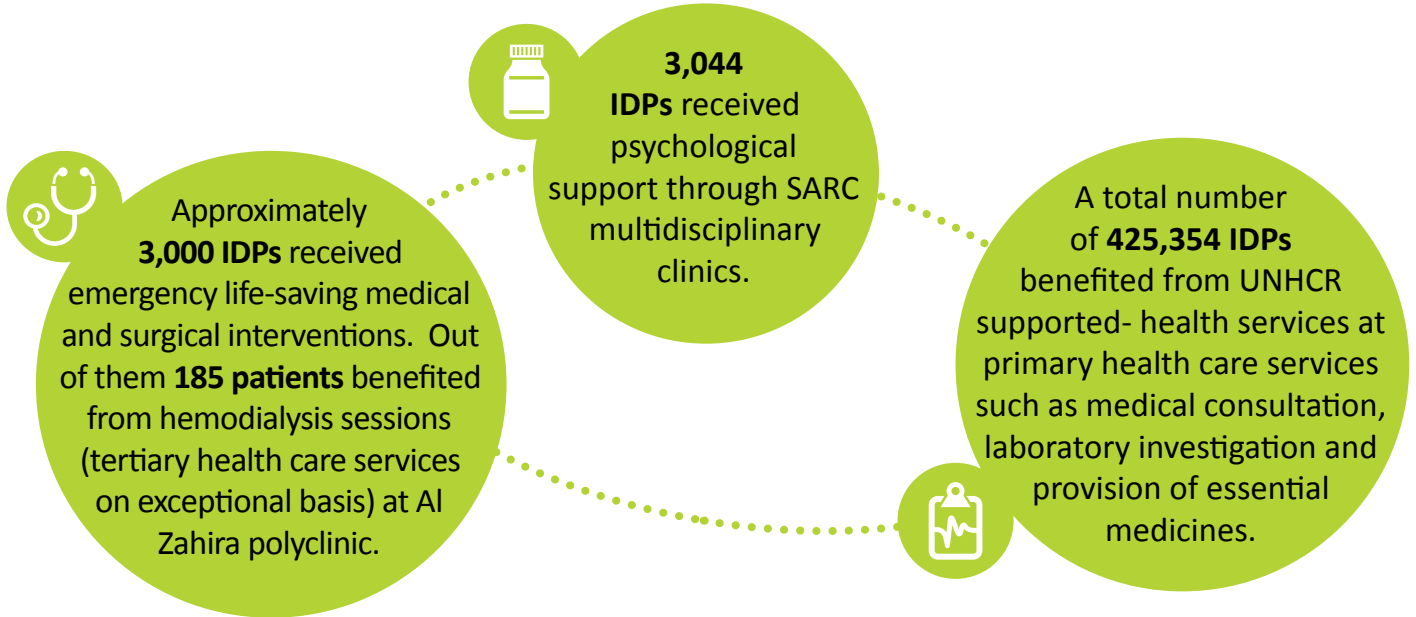 Approximately
3,000 IDPs received
emergency life-saving medical
and surgical interventions.  Out
of them 185 patients benefited
from hemodialysis sessions
(tertiary health care services
on exceptional basis) at Al
Zahira polyclinic.
3,044
IDPs received
psychological
support through SARC
multidisciplinary
clinics.
A total number
of 425,354 IDPs
benefited from UNHCR
supported- health services at
primary health care services
such as medical consultation,
laboratory investigation and
provision of essential
medicines.